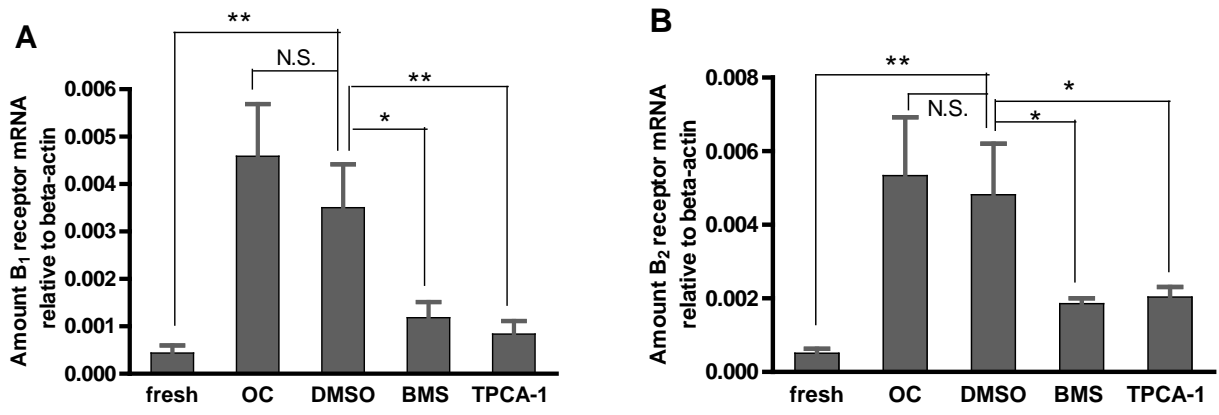 A
**
N.S.
**
*
Amount B₁ receptor mRNA
relative to beta-actin
0.006
0.005
0.004
0.003
0.002
0.001
0.000
fresh OC DMSO BMS TPCA-1
B
**
*
N.S.
*
Amount B₂ receptor mRNA
relative to beta-actin
0.008
0.006
0.004
0.002
0.000
fresh OC DMSO BMS TPCA-1